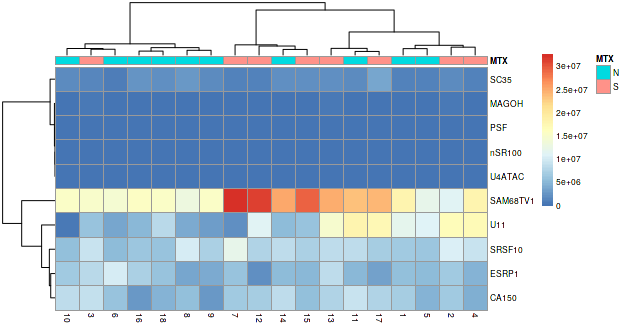 MTX
SC35
MAGOH
PSF
nSR100
U4ATAC
SAM68TV1
U11
SRSF10
ESRP1
CA150
10 3 6 16 18 8 9 7 12 14 15 13 11 17 1 5 2 4
3e+07
2.5e+07
2e+07
1.5e+07
1e+07
5e+06
0
MTX
N
S